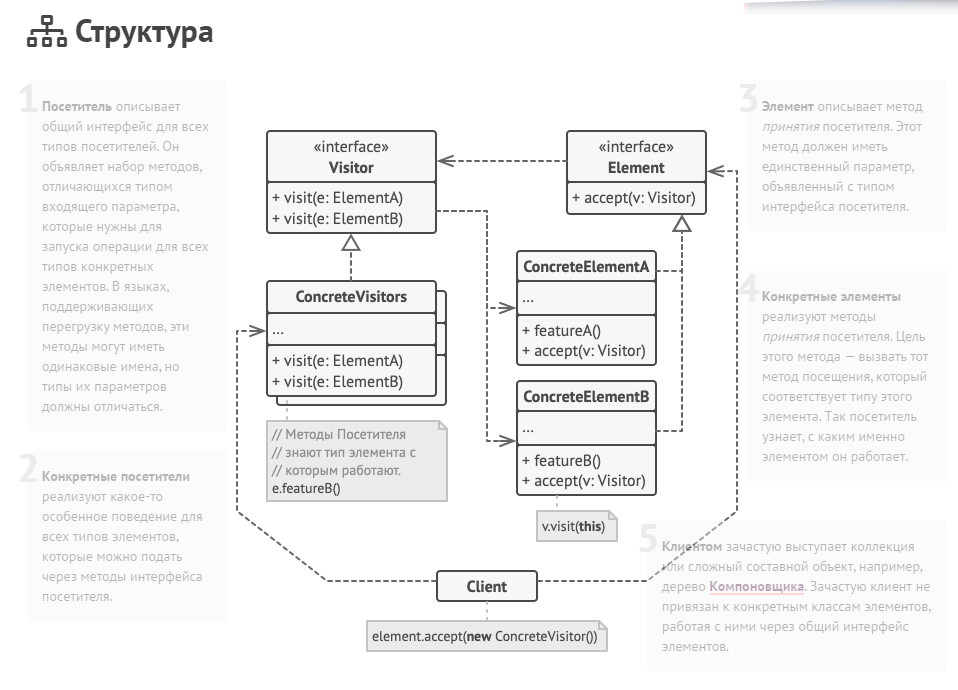 Структура
1
Посетитель описывает
общий интерфейс для всех
типов посетителей. Он
объявляет набор методов,
отличающихся типом
входящего параметра,
которые нужны для
запуска операции для всех
типов конкретных
элементов. В языках,
поддерживающих
перегрузку методов, эти
методы могут иметь
одинаковые имена, но
типы их параметров
должны отличаться.
2
Конкретные посетители
реализуют какое-то
особенное поведение для
всех типов элементов,
которые можно подать
через методы интерфейса
посетителя.
«interface»
Visitor
+ visit(e: ElementA)
+ visit(e: ElementB)
ConcreteVisitors
...
+ visit(e: ElementA)
+ visit(e: ElementB)
// Методы Посетителя
// знают тип элемента с
// которым работают.
e.featureB()
«interface»
Element
+ accept(v: Visitor)
ConcreteElementA
...
+ featureA()
+ accept(v: Visitor)
ConcreteElementB
...
+ featureB()
+ accept(v: Visitor)
v.visit(this)
Client
element.accept(new ConcreteVisitor())
3
Элемент описывает метод
принятия посетителя. Этот
метод должен иметь
единственный параметр,
объявленный с типом
интерфейса посетителя.
4
Конкретные элементы
реализуют методы
принятия посетителя. Цель
этого метода — вызвать тот
метод посещения, который
соответствует типу этого
элемента. Так посетитель
узнает, с каким именно
элементом он работает.
5
Клиентом зачастую выступает коллекция
или сложный составной объект, например,
дерево Компоновщика. Зачастую клиент не
привязан к конкретным классам элементов,
работая с ними через общий интерфейс
элементов.